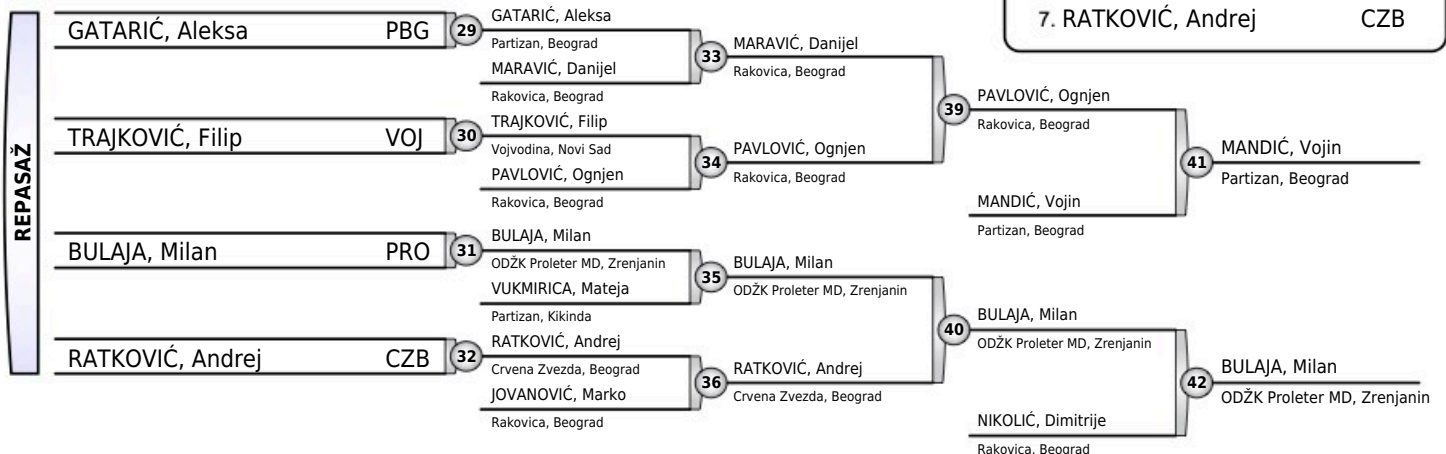 7. RATKOVIĆ, Andrej CZB
REPASAŽ
GATARIĆ, Aleksa PBG
29
GATARIĆ, Aleksa
Partizan, Beograd
MARAVIĆ, Danijel
Rakovica, Beograd
33
MARAVIĆ, Danijel
Rakovica, Beograd
TRAJKOVIĆ, Filip VOJ
30
TRAJKOVIĆ, Filip
Vojvodina, Novi Sad
PAVLOVIĆ, Ognjen
Rakovica, Beograd
34
PAVLOVIĆ, Ognjen
Rakovica, Beograd
39
PAVLOVIĆ, Ognjen
Rakovica, Beograd
MANDIĆ, Vojin
Partizan, Beograd
41
MANDIĆ, Vojin
Partizan, Beograd
BULAJA, Milan PRO
31
BULAJA, Milan
ODŽK Proleter MD, Zrenjanin
VUKMIRICA, Mateja
Partizan, Kikinda
35
BULAJA, Milan
ODŽK Proleter MD, Zrenjanin
RATKOVIĆ, Andrej CZB
32
RATKOVIĆ, Andrej
Crvena Zvezda, Beograd
JOVANOVIĆ, Marko
Rakovica, Beograd
36
RATKOVIĆ, Andrej
Crvena Zvezda, Beograd
40
BULAJA, Milan
ODŽK Proleter MD, Zrenjanin
NIKOLIĆ, Dimitrije
Rakovica, Beograd
42
BULAJA, Milan
ODŽK Proleter MD, Zrenjanin